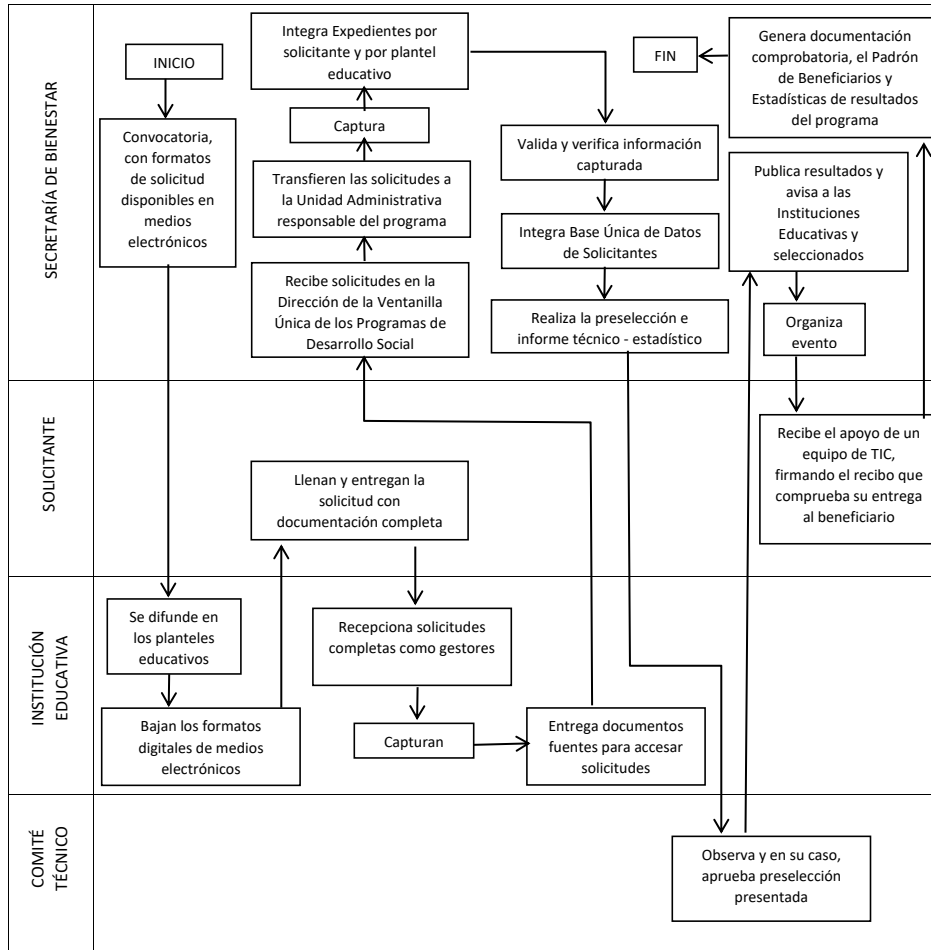 SECRETARÍA DE BIENESTAR
INICIO
Convocatoria,
con formatos
de solicitud
disponibles en
medios
electrónicos
Integra Expedientes por
solicitante y por plantel
educativo
Captura
Transfieren las solicitudes a
la Unidad Administrativa
responsable del programa
Recibe solicitudes en la
Dirección de la Ventanilla
Única de los Programas de
Desarrollo Social
Valida y verifica información
capturada
Integra Base Única de Datos
de Solicitantes
Realiza la preselección e
informe técnico - estadístico
FIN
Genera documentación
comprobatoria, el Padrón
de Beneficiarios y
Estadísticas de resultados
del programa
Publica resultados y
avisa a las
Instituciones
Educativas y
seleccionados
Organiza
evento
SOLICITANTE
Llenan y entregan la
solicitud con
documentación completa
Recibe el apoyo de un
equipo de TIC,
firmando el recibo que
comprueba su entrega
al beneficiario
INSTITUCIÓN
EDUCATIVA
Se difunde en
los planteles
educativos
Bajan los formatos
digitales de medios
electrónicos
Recepciona solicitudes
completas como gestores
Capturan
Entrega documentos
fuentes para accesar
solicitudes
COMITÉ
TÉCNICO
Observa y en su caso,
aprueba preselección
presentada